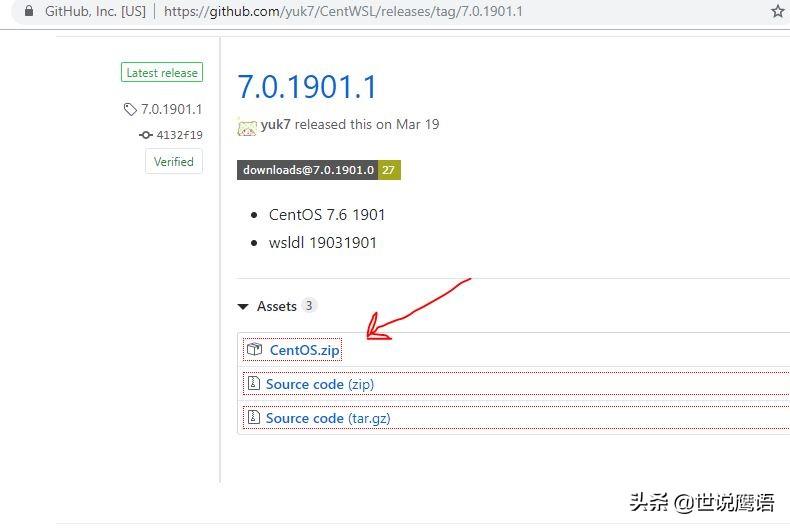 GitHub, Inc. [US] | https://github.com/yuk7/CentWSL/releases/tag/7.0.1901.1
Latest release
7.0.1901.1
4132f19
Verified
7.0.1901.1
yuk7 released this on Mar 19
downloads@7.0.1901.0 27
• CentOS 7.6 1901
• wsldl 19031901
Assets 3
CentOS.zip
Source code (zip)
Source code (tar.gz)
头条 @世说鹰语